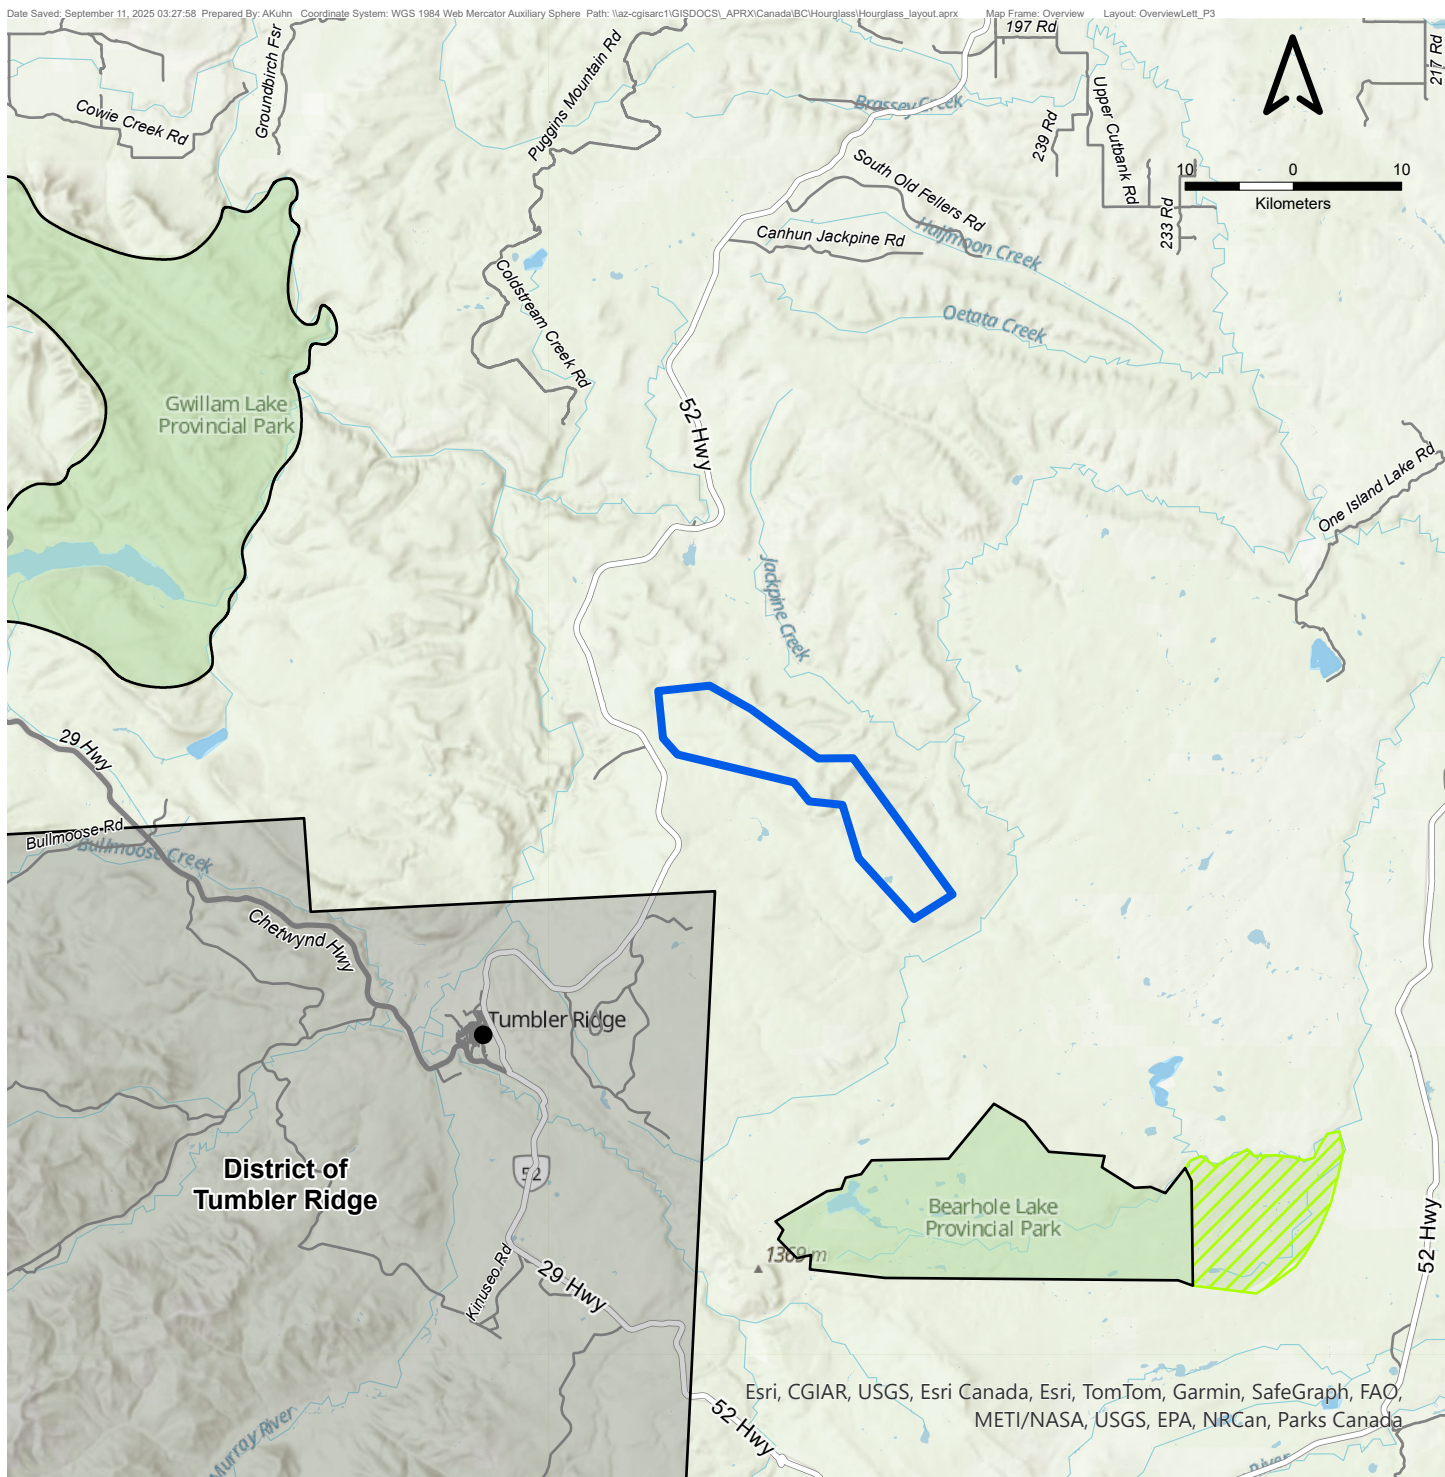 Date Saved: September 11, 2025 03:27:58 Prepared By: AKuhn Coordinate System: WGS 1984 Web Mercator Auxiliary Sphere Path: \\az-cgisarc1\GISDOCS\_APRX\Canada\BC\Hourglass\Hourglass_layout.aprx Map Frame: Overview Layout: OverviewLett_P3
197 Rd
217 Rd
Groundbirch Fsr
Puggins Mountain Rd
Cowie Creek Rd
Brassey Creek
Upper Cutbank Rd
239 Rd
10 0 10
Kilometers
South Old Fellers Rd
233 Rd
Canhun Jackpine Rd
Halfmoon Creek
Coldstream Creek Rd
Oetata Creek
Gwillam Lake
Provincial Park
52 Hwy
One Island Lake Rd
Jackpine Creek
29 Hwy
Bullmoose Rd
Bullmoose Creek
Chetwynd Hwy
Tumbler Ridge
District of
Tumbler Ridge
52
Bearhole Lake
Provincial Park
1369 m
52 Hwy
Kinuseo Rd
29 Hwy
Murray River
52 Hwy
Esri, CGIAR, USGS, Esri Canada, Esri, TomTom, Garmin, SafeGraph, FAO,
METI/NASA, USGS, EPA, NRCan, Parks Canada
River